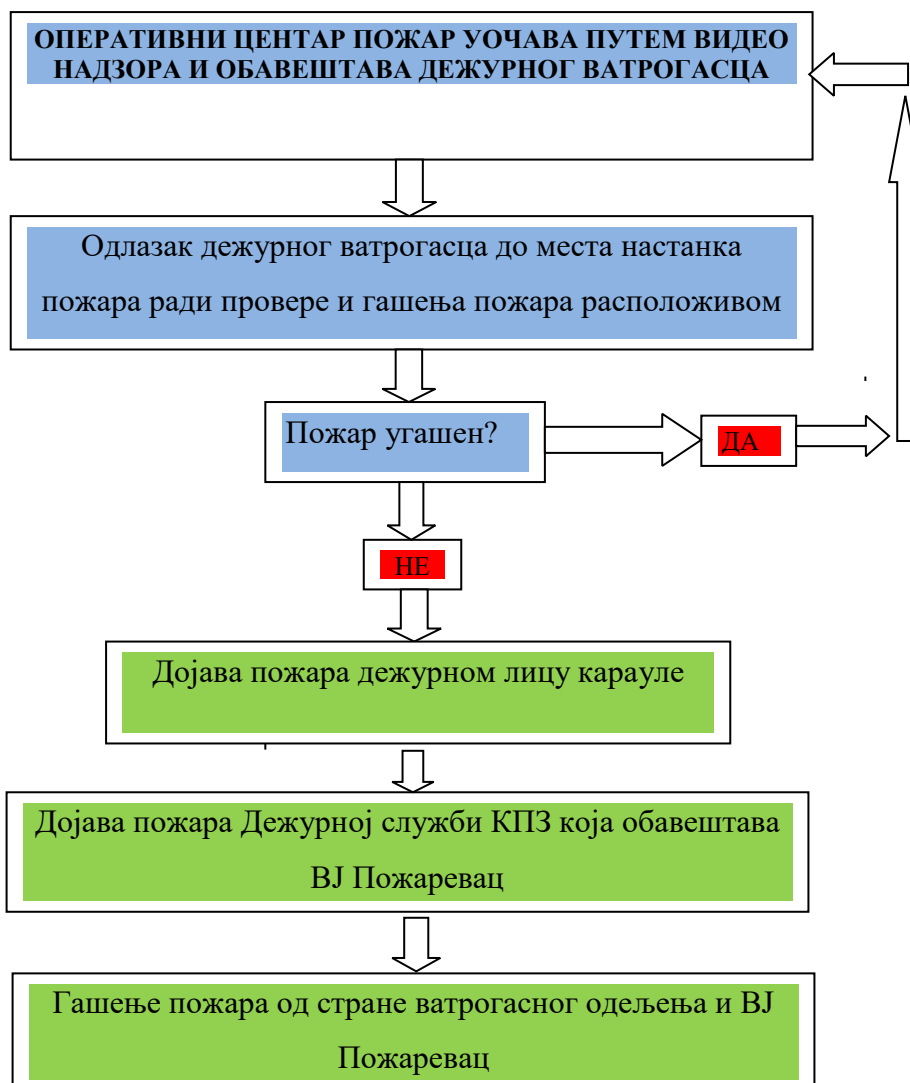 ОПЕРАТИВНИ ЦЕНТАР ПОЖАР УОЧАВА ПУТЕМ ВИДЕО
НАДЗОРА И ОБАВЕШТАВА ДЕЖУРНОГ ВАТРОГАСЦА
Одлазак дежурног ватрогасца до места настанка
пожара ради провере и гашења пожара расположивом
Пожар угашен?
ДА
НЕ
Дојава пожара дежурном лицу карауле
Дојава пожара Дежурној служби КПЗ која обавештава
ВЈ Пожаревац
Гашење пожара од стране ватрогасног одељења и ВЈ
Пожаревац